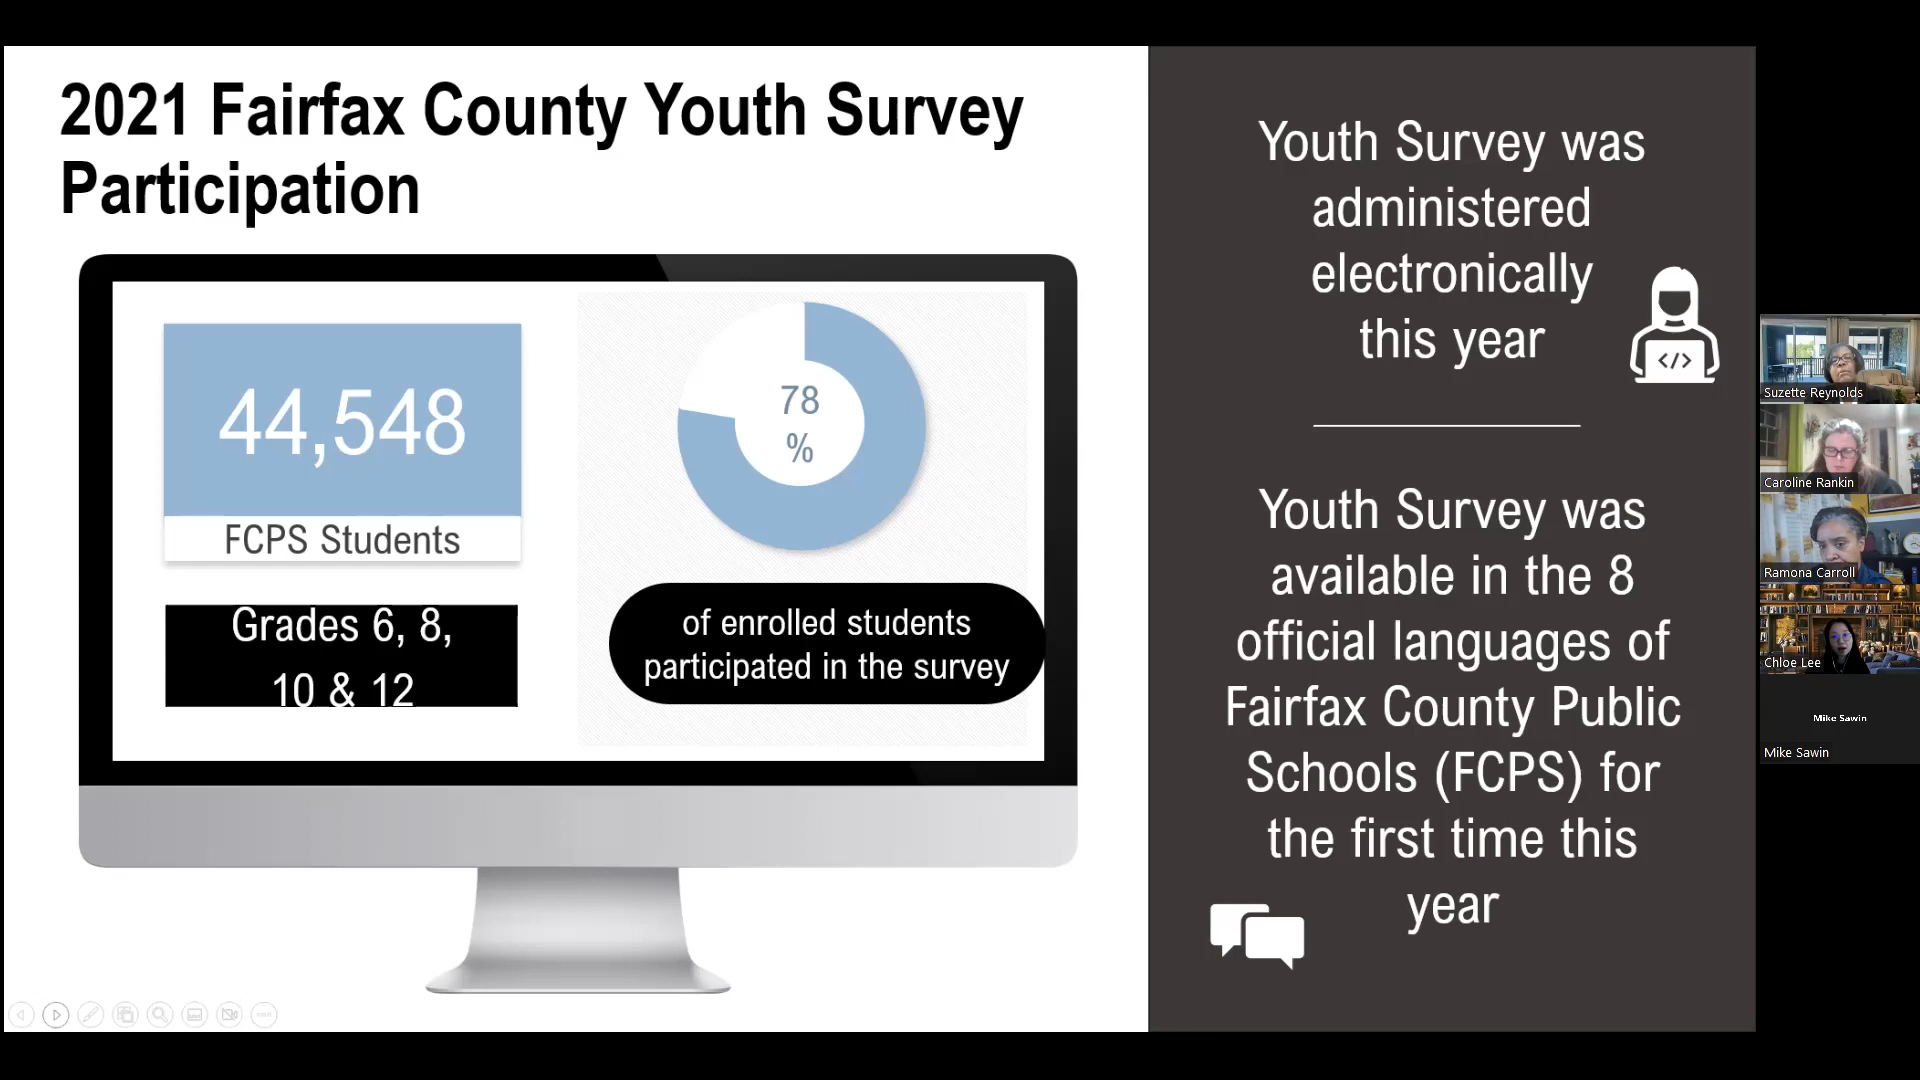 2021 Fairfax County Youth Survey
Participation
44,548
FCPS Students
Grades 6, 8,
10 & 12
78
%
of enrolled students
participated in the survey
Youth Survey was
administered
electronically
this year
</>
Youth Survey was
available in the 8
official languages of
Fairfax County Public
Schools (FCPS) for
the first time this
year
Suzette Reynolds
Caroline Rankin
Ramona Carroll
Chloe Lee
Mike Sawin
Mike Sawin